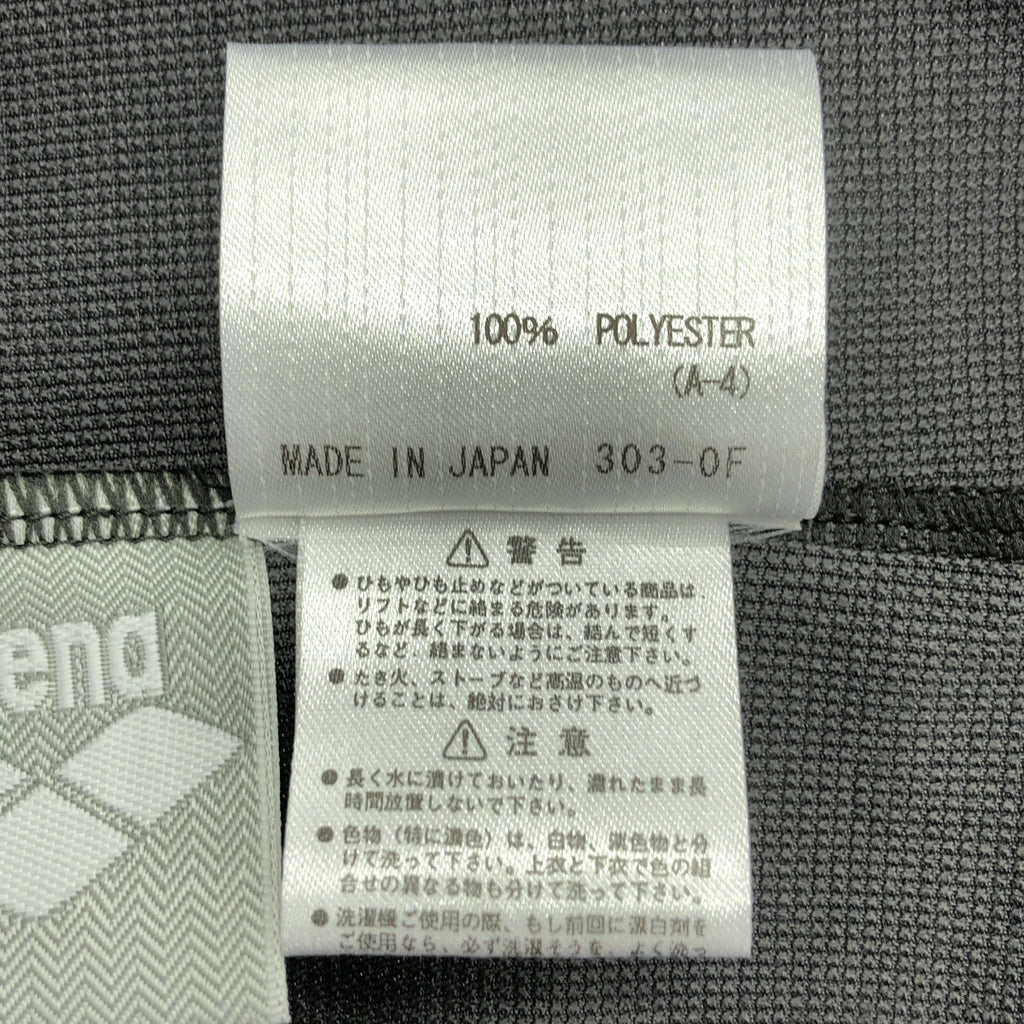 100% POLYESTER
(A-4)
MADE IN JAPAN 303-0F
警告
●ひもやひも止めなどがついている商品は、
リフトなどに絡まる危険があります。
ひもが長く下がる場合は、結んで短くす
るなど、絡まないようにご注意下さい。
●たき火、ストーブなど高温のものへ近づ
けることは、絶対におさけ下さい。
注意
●長く水に漬けておいたり、濡れたまま長
時間放置しないで下さい。
●色物（特に濃色）は、白物、淡色物と分
けて洗って下さい。上衣と下衣で色の組
合せの異なる物も分けて洗って下さい。
●洗濯機ご使用の際、もし前回に漂白剤を
ご使用なら、必ず洗濯そうを、よく洗っ
ena